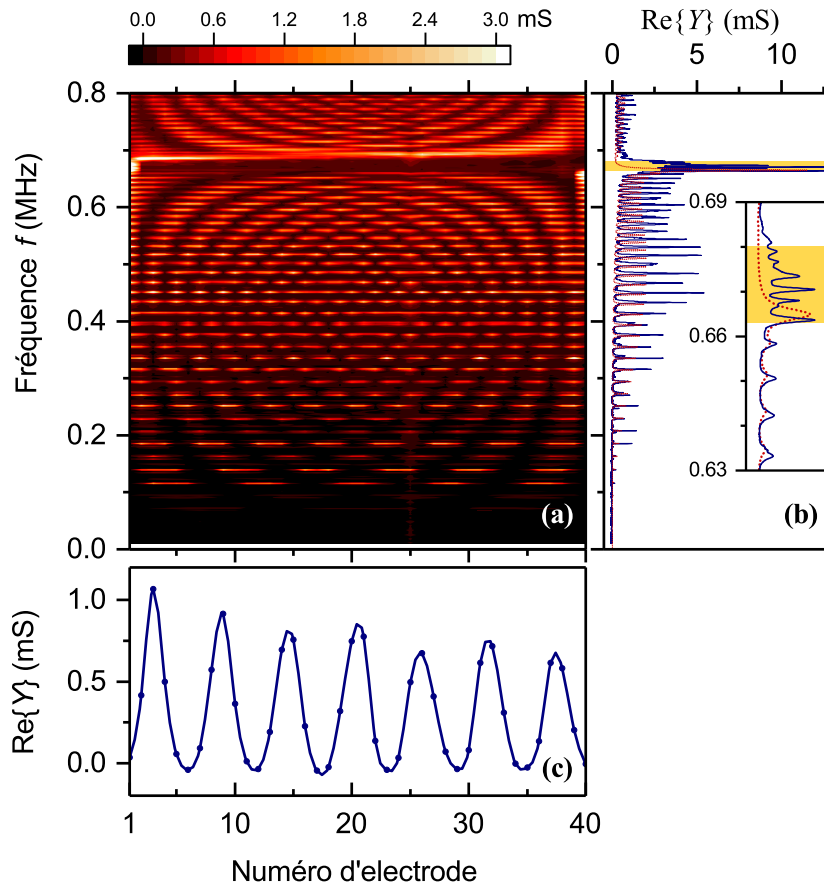 0.0 0.6 1.2 1.8 2.4 3.0 mS
Re{Y} (mS)
0 5 10
0.8
0.6
0.4
0.2
0.0
Fréquence f (MHz)
(a)
0.69
0.66
0.63
(b)
1.0
0.5
0.0
Re{Y} (mS)
(c)
1 10 20 30 40
Numéro d'electrode